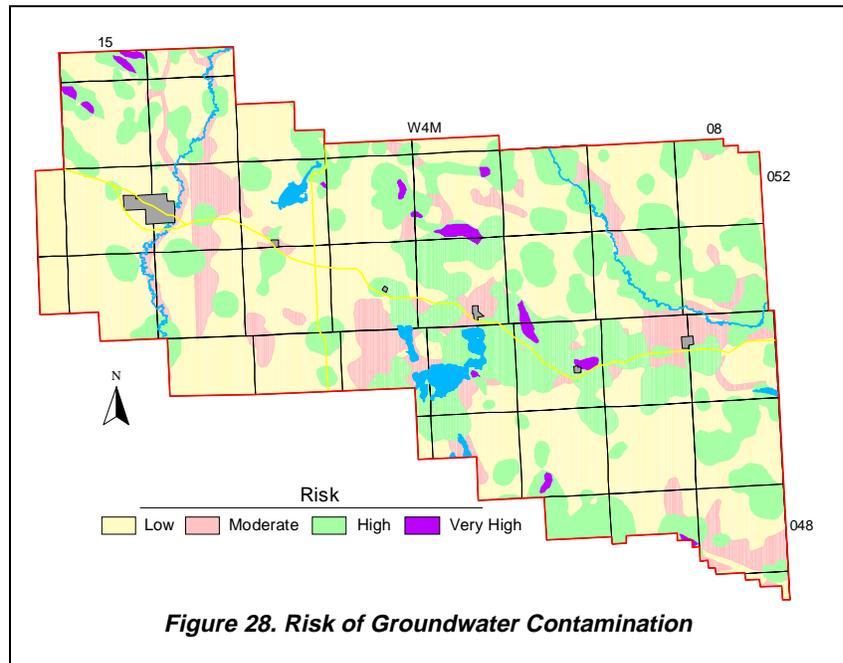 15
W4M
08
052
N
048
Risk
Low Moderate High Very High
Figure 28. Risk of Groundwater Contamination